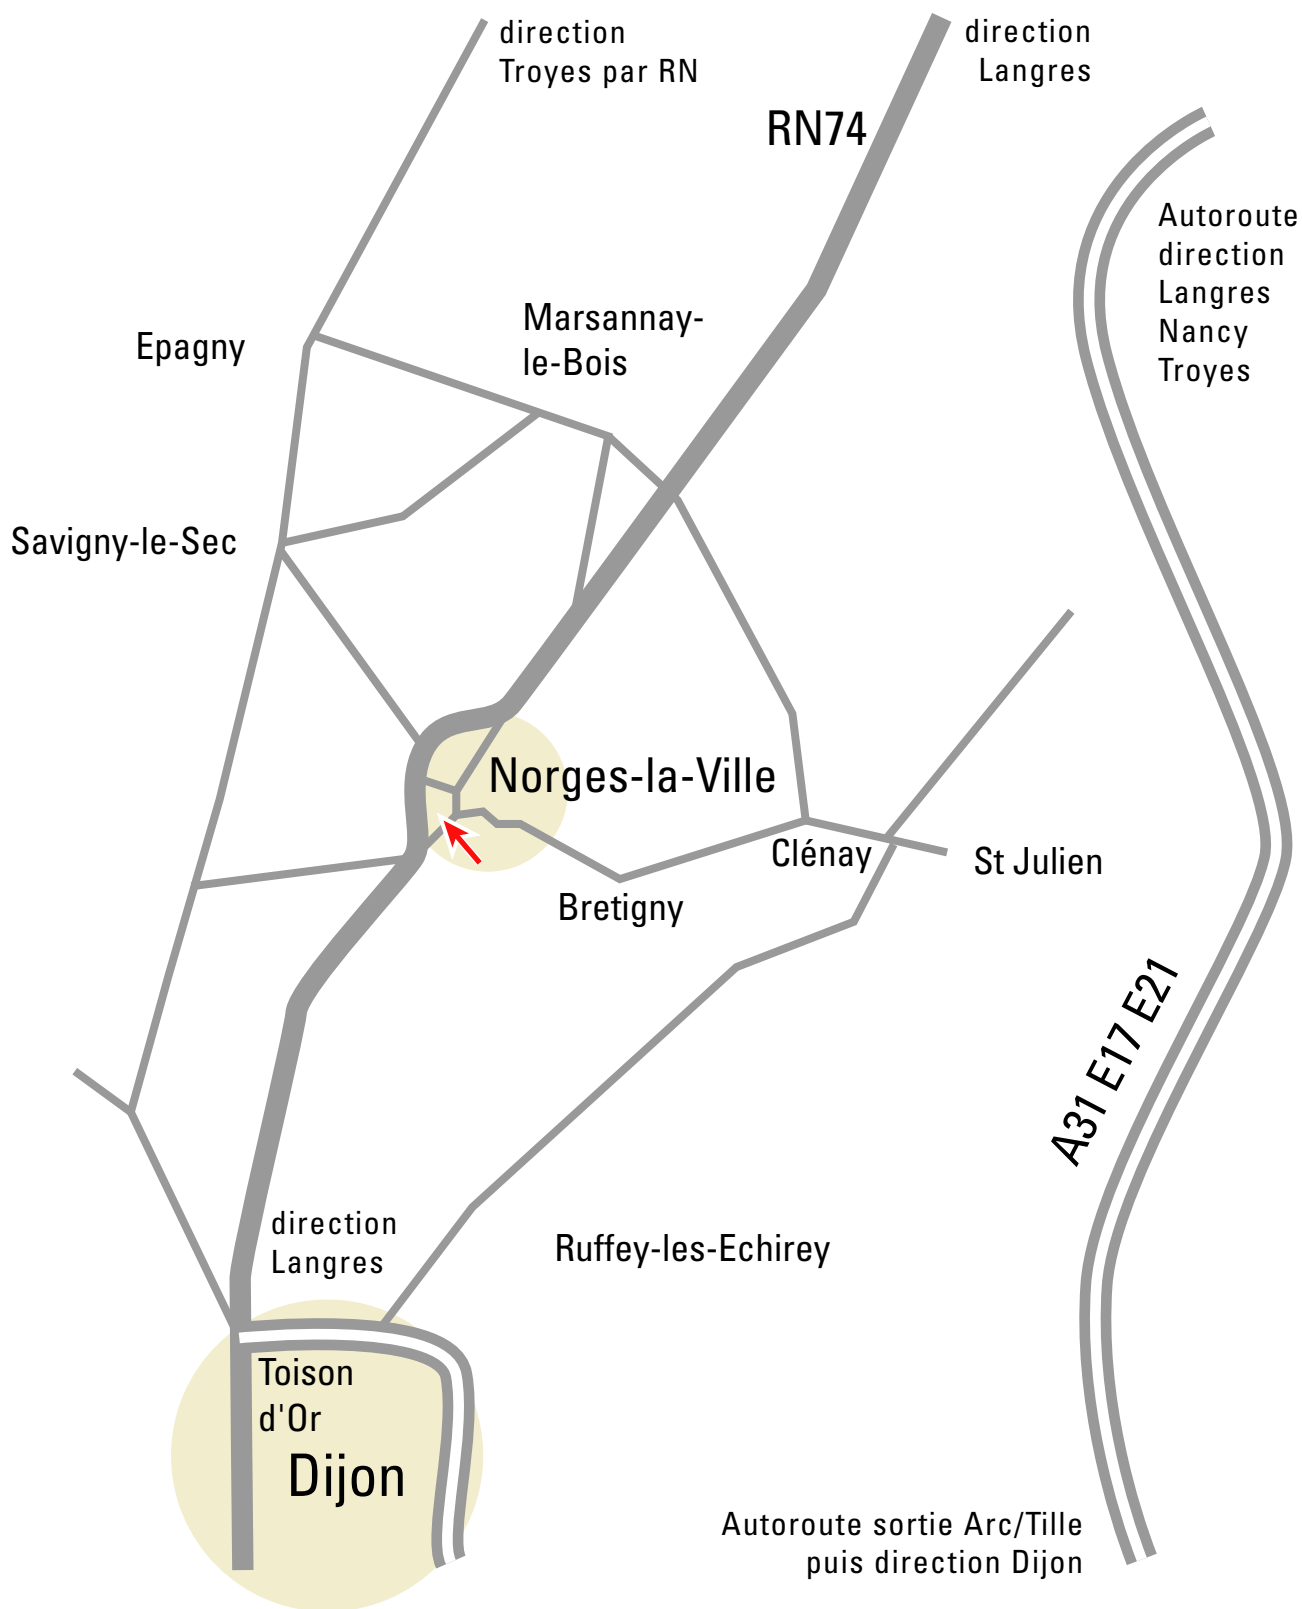 direction
Troyes par RN
direction
Langres
RN74
Autoroute
direction
Langres
Nancy
Troyes
Marsannay-
le-Bois
Epagny
Savigny-le-Sec
Norges-la-Ville
Clénay
St Julien
Bretigny
A31 E17 E21
direction
Langres
Ruffey-les-Echirey
Toison
d'Or
Dijon
Autoroute sortie Arc/Tille
puis direction Dijon